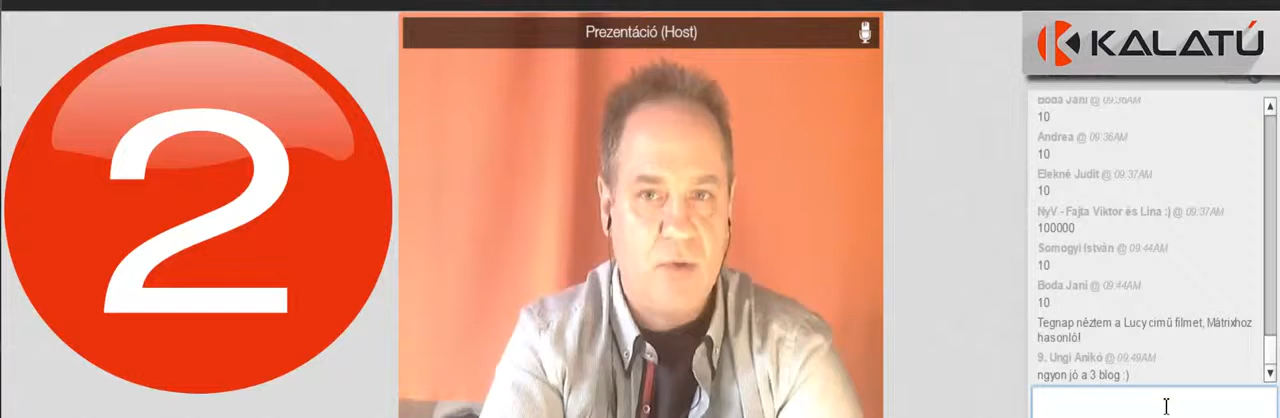 2
Prezentáció (Host)
KALATÚ
Boda Jani @ 09:36AM
10
Andrea @ 09:36AM
10
Elekné Judit @ 09:37AM
10
NyV - Fajta Viktor és Lina :) @ 09:37AM
100000
Somogyi István @ 09:44AM
10
Boda Jani @ 09:44AM
10
Tegnap néztem a Lucy cimü filmet, Mátrixhoz
hasonló!
9. Ungi Anikó @ 09:49AM
ngyon jó a 3 blog :)